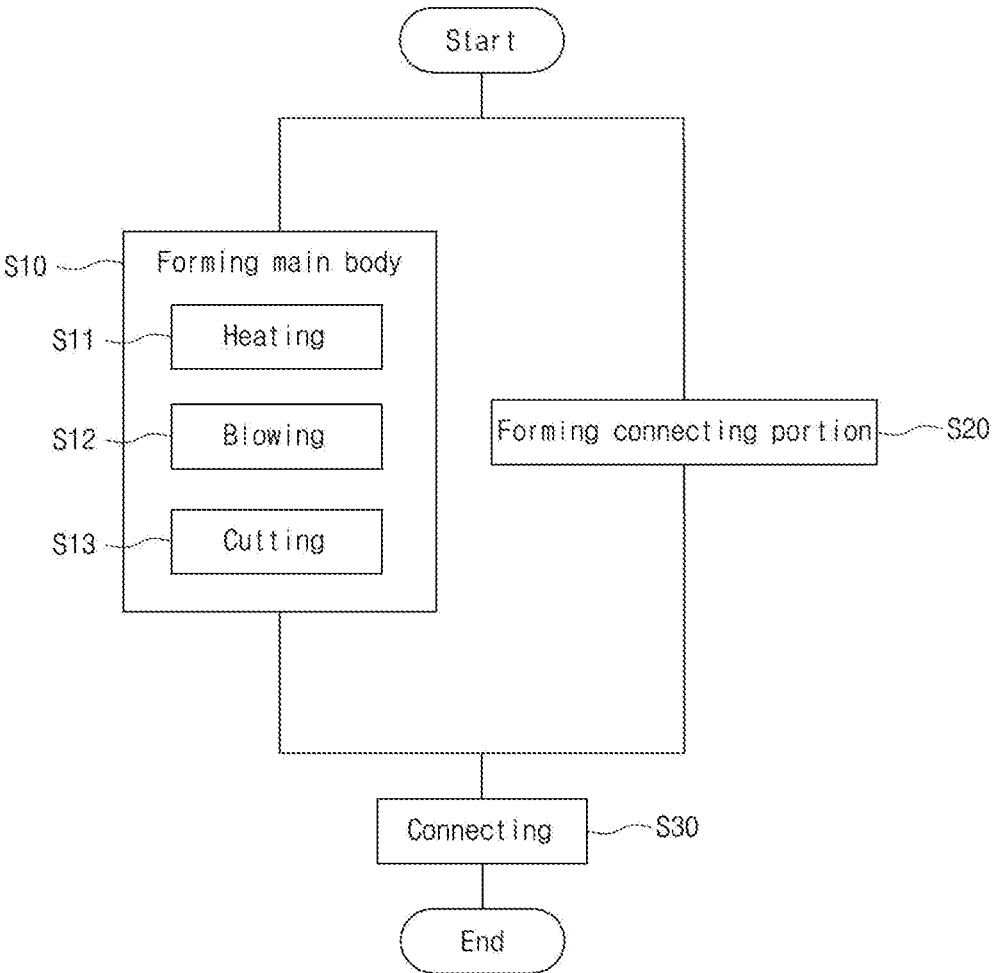 Start
S10
Forming main body
S11
Heating
S12
Blowing
Forming connecting portion
S20
S13
Cutting
Connecting
S30
End